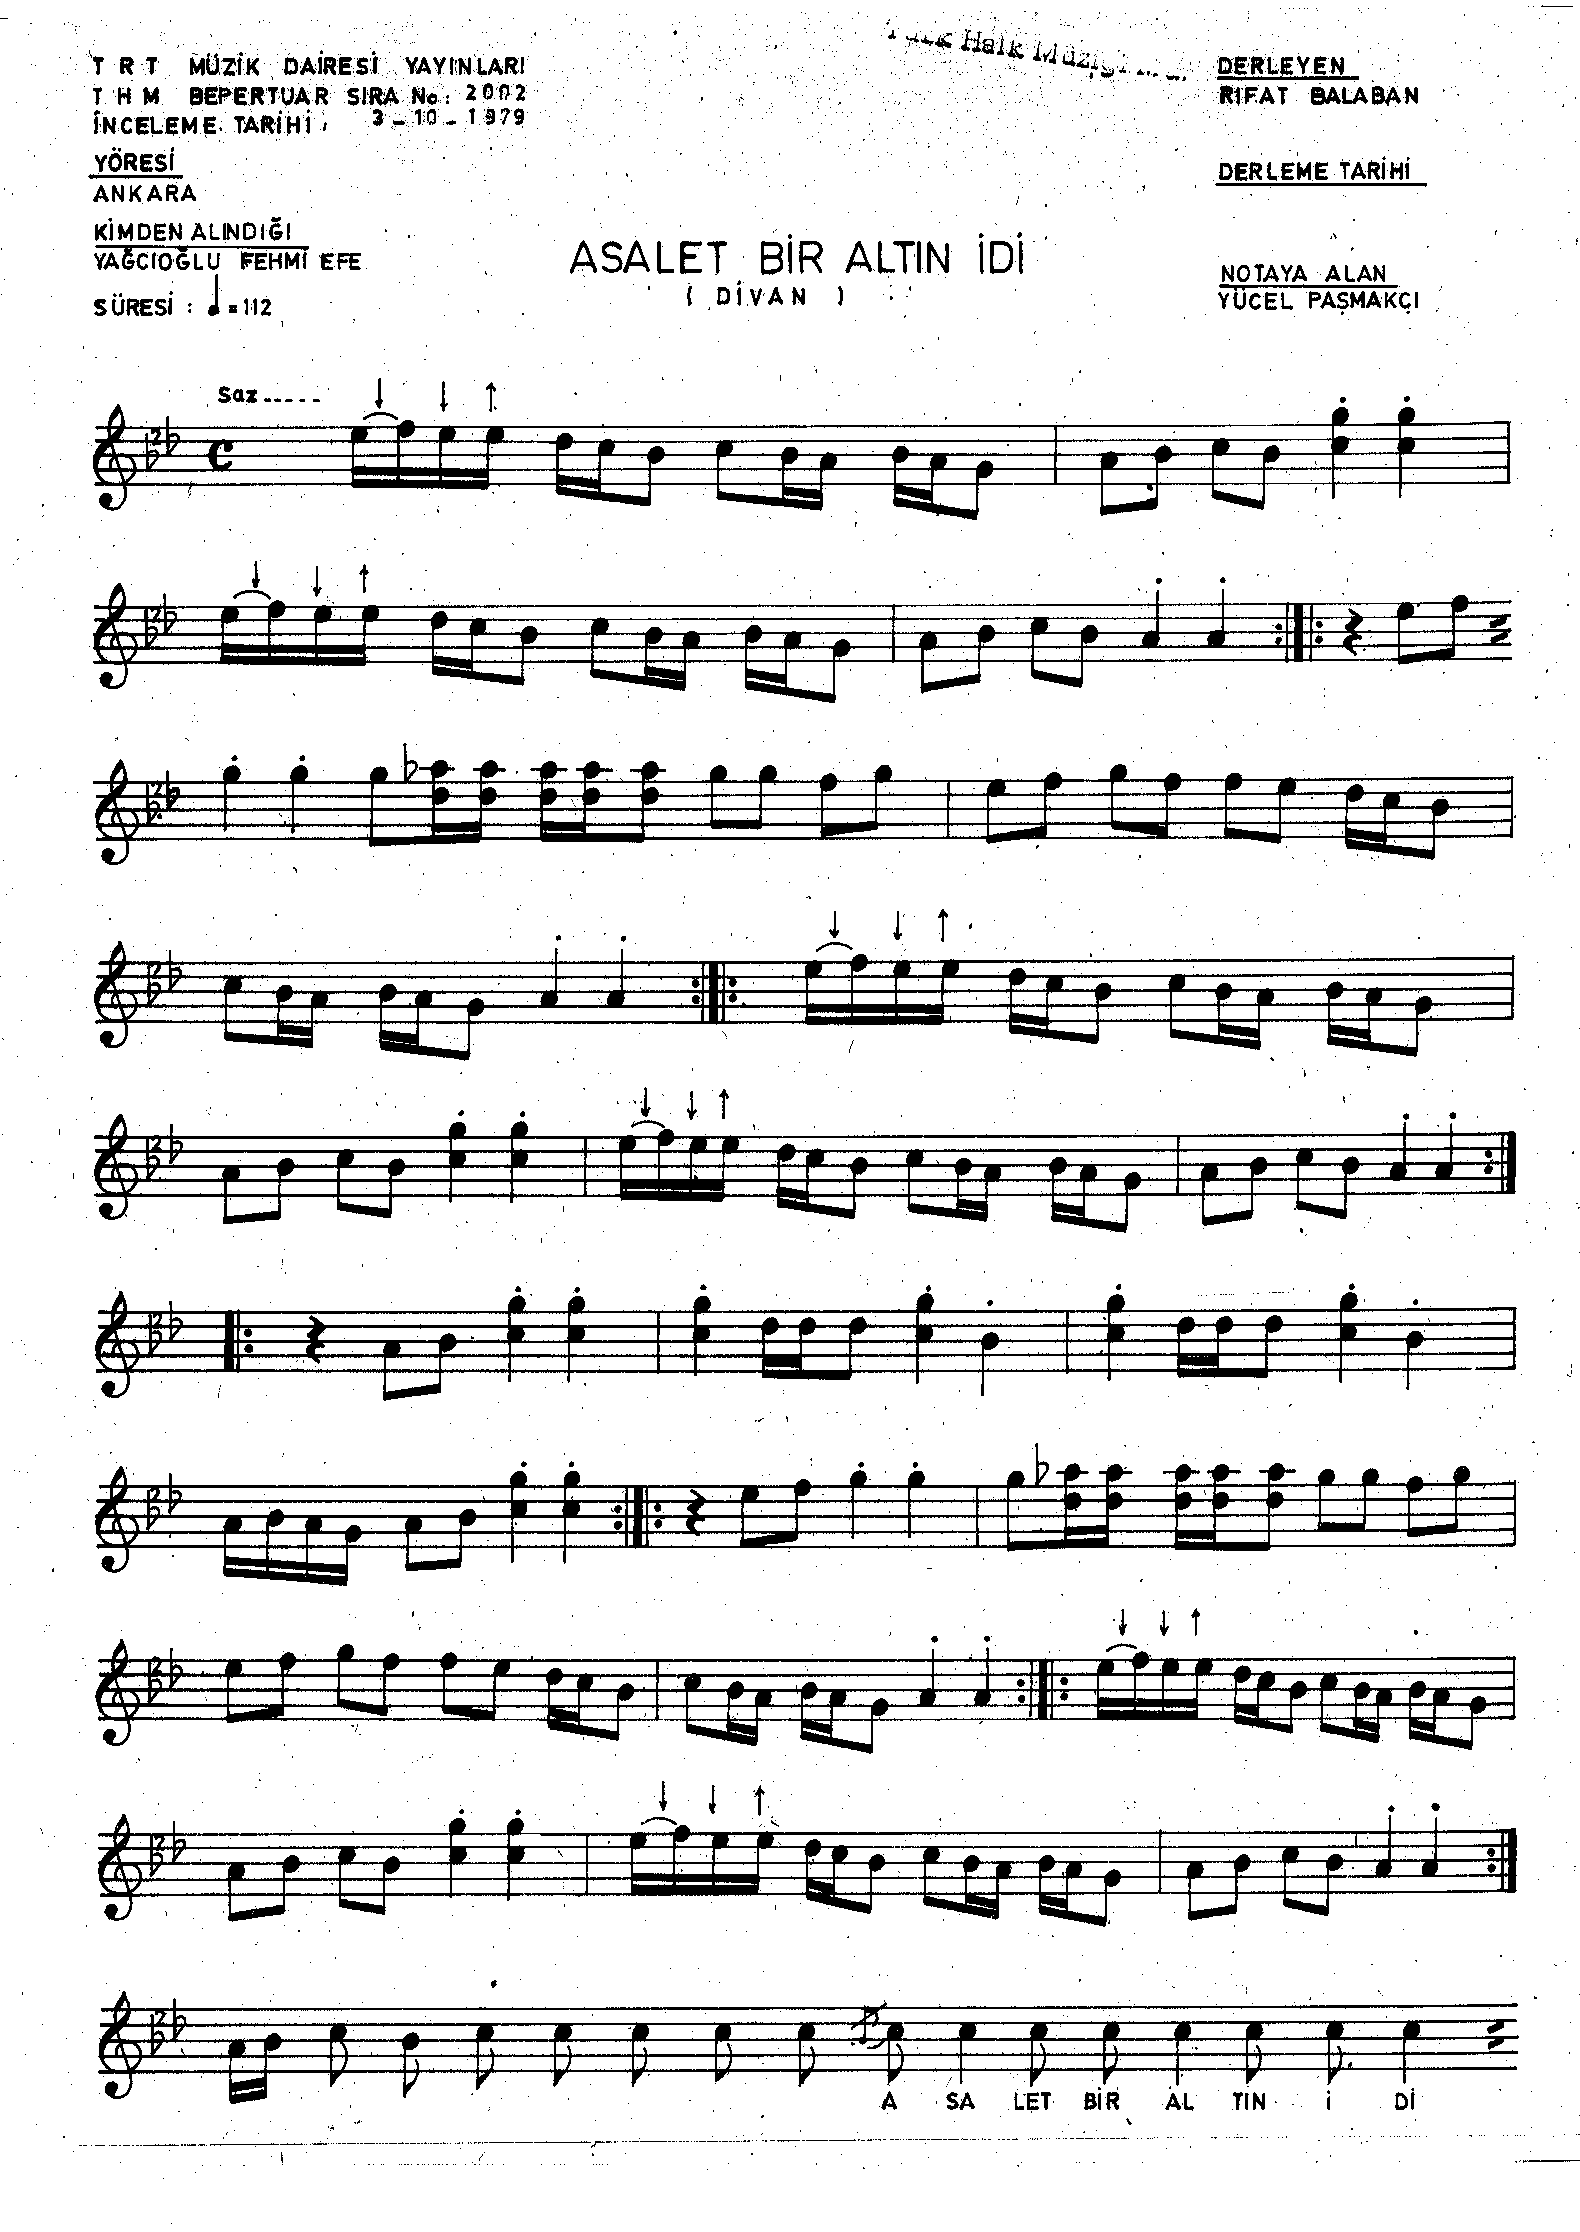 T R T MÜZİK DAİRESİ YAYINLARI
T H M BEPERTUAR SIRA No: 2002
İNCELEME TARİHİ: 3-10-1979
YÖRESİ
ANKARA
KİMDEN ALINDIĞI
YAĞCIOĞLU FEHMİ EFE
SÜRESİ : ♩=112
Türk Halk Müziği
ASALET BİR ALTIN İDİ
( DİVAN )
DERLEYEN
RIFAT BALABAN
DERLEME TARİHİ
NOTAYA ALAN
YÜCEL PAŞMAKÇI
Saz.....
A SA LET BİR AL TIN İ Dİ